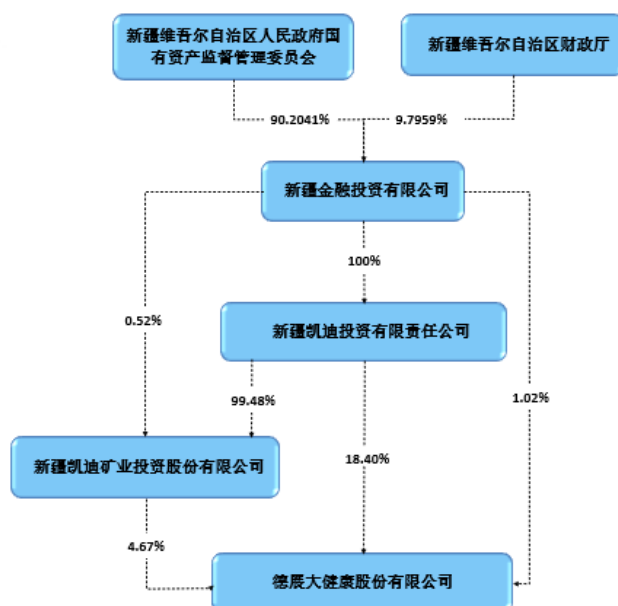 新疆维吾尔自治区人民政府国
有资产监督管理委员会
新疆维吾尔自治区财政厅
90.2041%
9.7959%
新疆金融投资有限公司
100%
0.52%
新疆凯迪投资有限责任公司
99.48%
1.02%
新疆凯迪矿业投资股份有限公司
18.40%
4.67%
德展大健康股份有限公司